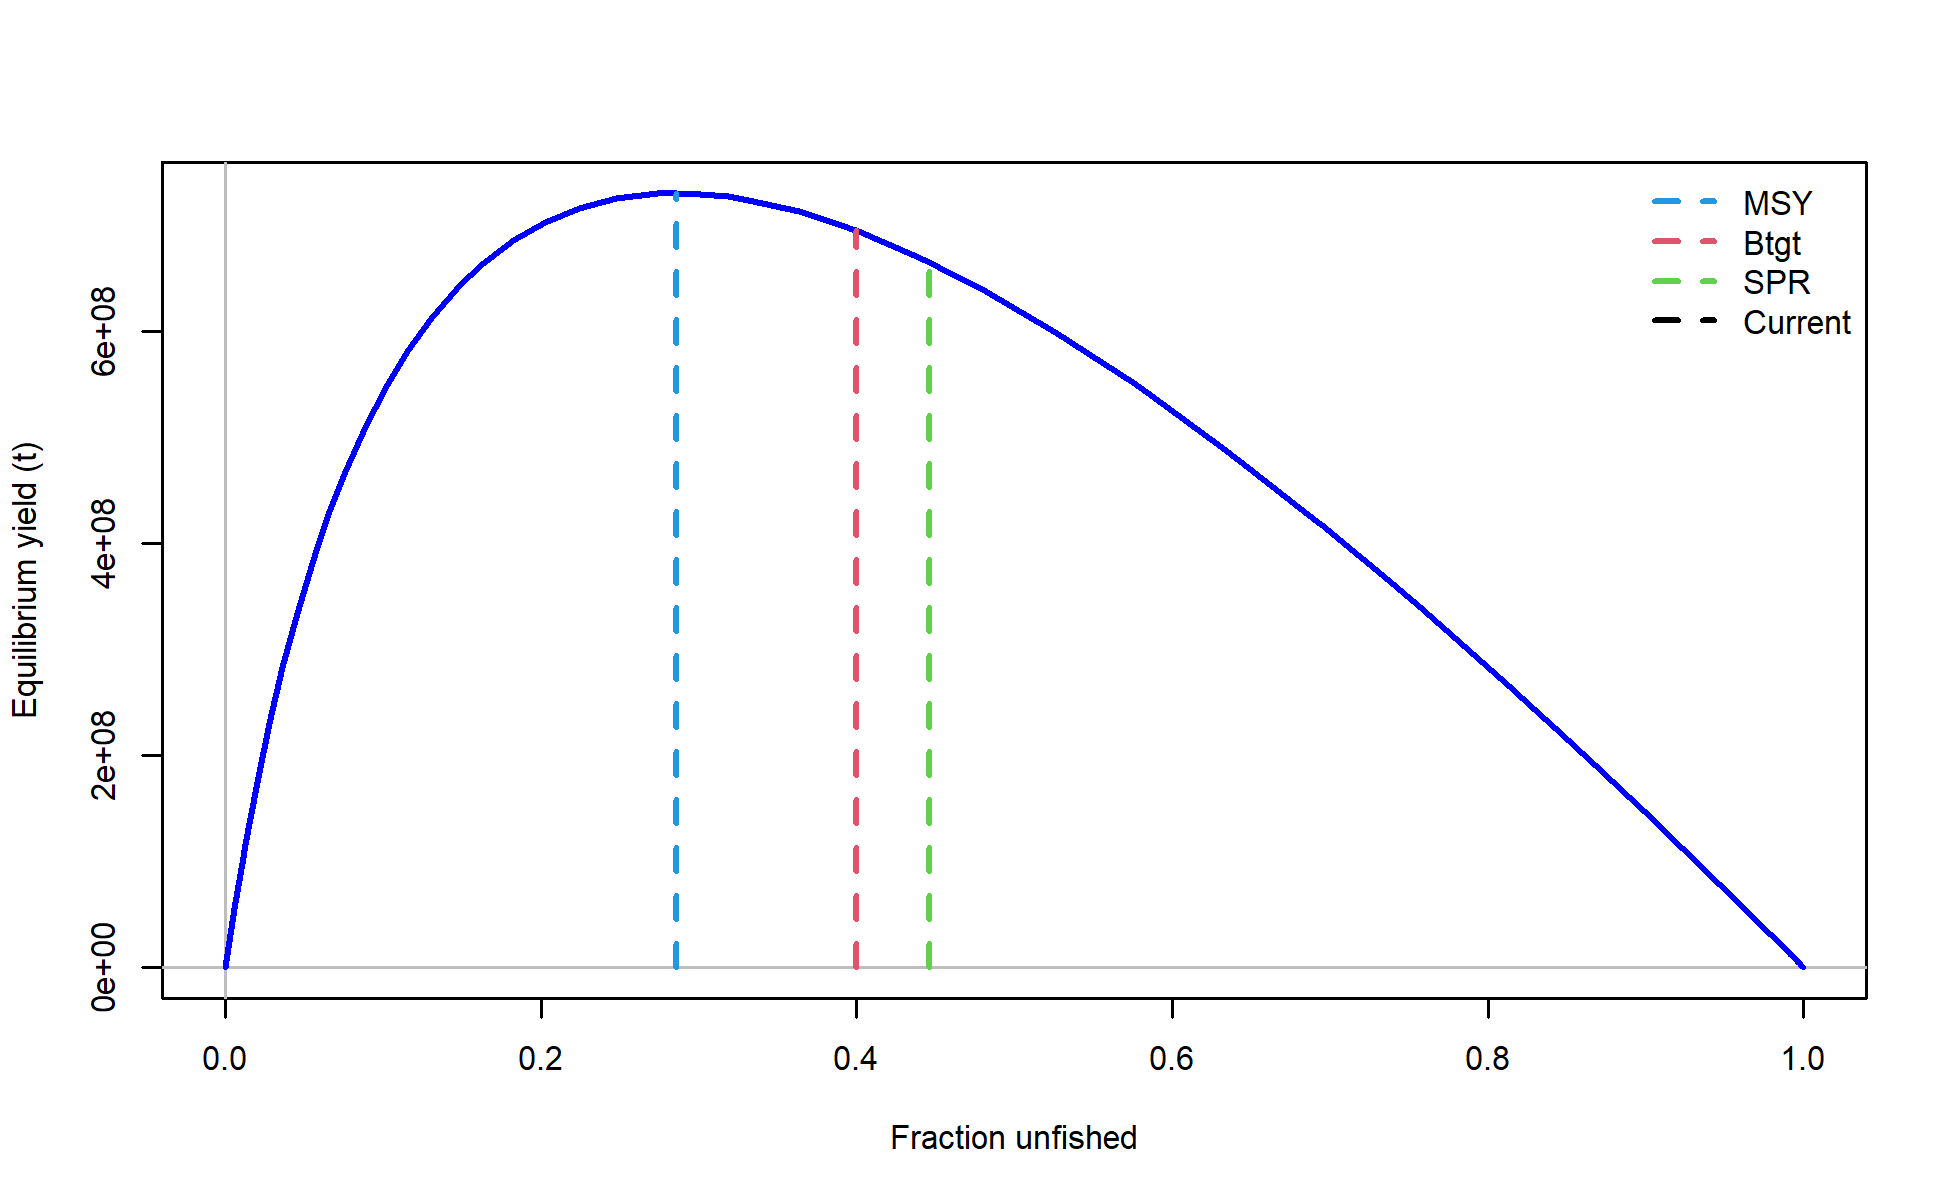 MSY
Btgt
SPR
Current
Equilibrium yield (t)
6e+08
4e+08
2e+08
0e+00
0.0 0.2 0.4 0.6 0.8 1.0
Fraction unfished